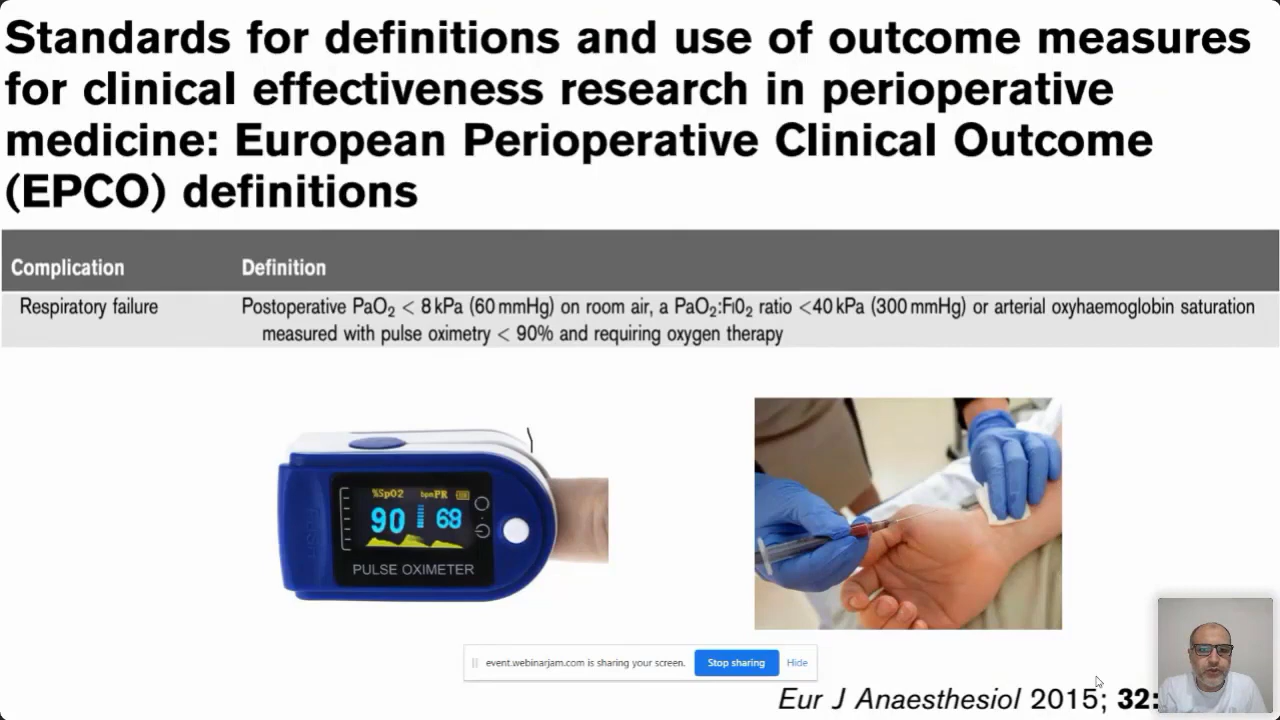 Standards for definitions and use of outcome measures
for clinical effectiveness research in perioperative
medicine: European Perioperative Clinical Outcome
(EPCO) definitions
Complication Definition
Respiratory failure Postoperative PaO₂ < 8 kPa (60 mmHg) on room air, a PaO₂:Fi0₂ ratio <40 kPa (300 mmHg) or arterial oxyhaemoglobin saturation
measured with pulse oximetry < 90% and requiring oxygen therapy
%SpO2 bpmPR
90 68
PULSE OXIMETER
event.webinarjam.com is sharing your screen. Stop sharing Hide
Eur J Anaesthesiol 2015; 32: